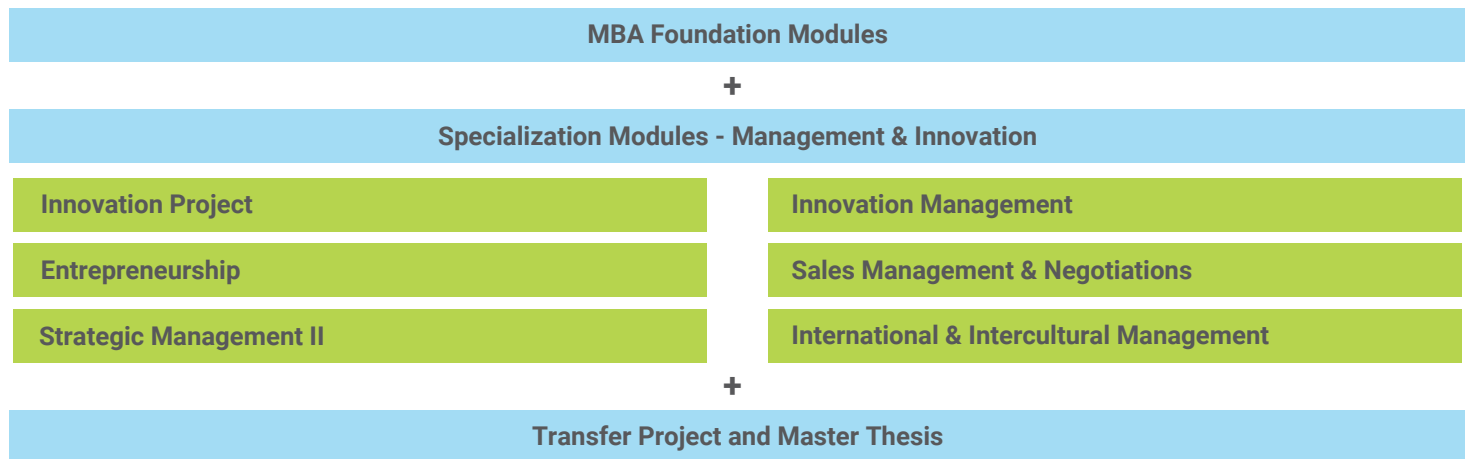 MBA Foundation Modules
+
Specialization Modules - Management & Innovation
Innovation Project
Innovation Management
Entrepreneurship
Sales Management & Negotiations
Strategic Management II
International & Intercultural Management
+
Transfer Project and Master Thesis